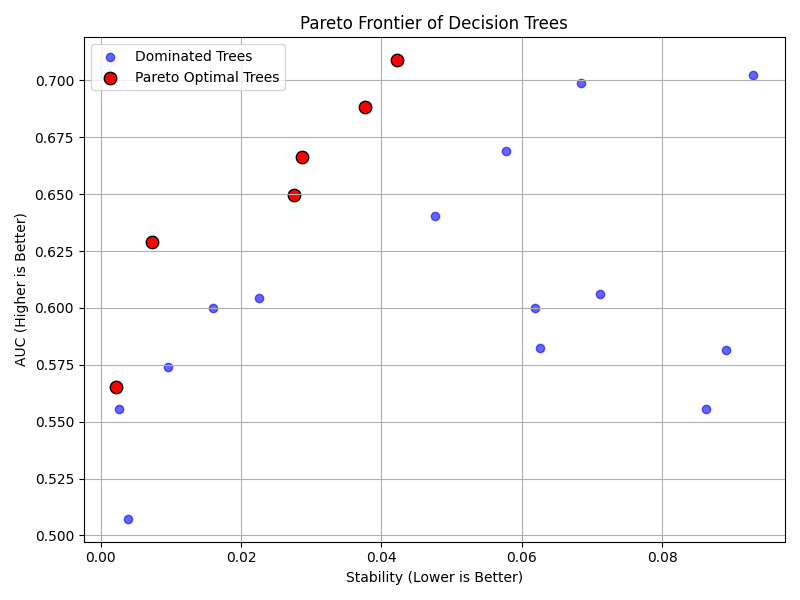 Pareto Frontier of Decision Trees
Dominated Trees
Pareto Optimal Trees
AUC (Higher is Better)
0.700
0.675
0.650
0.625
0.600
0.575
0.550
0.525
0.500
0.00 0.02 0.04 0.06 0.08
Stability (Lower is Better)